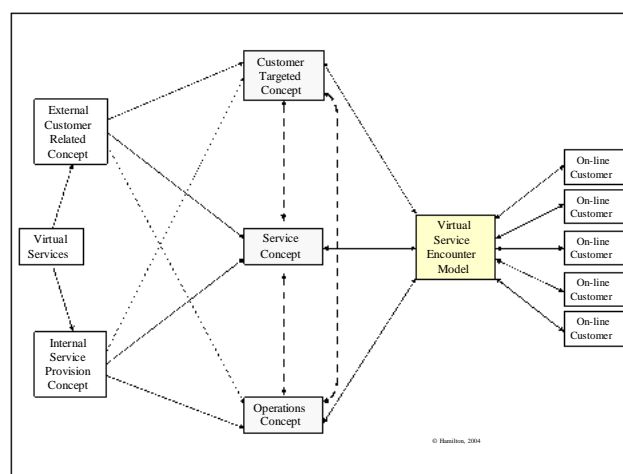 Customer
Targeted
Concept
External
Customer
Related
Concept
On-line
Customer
On-line
Customer
Virtual
Services
Service
Concept
Virtual
Service
Encounter
Model
On-line
Customer
On-line
Customer
On-line
Customer
Internal
Service
Provision
Concept
Operations
Concept
© Hamilton, 2004